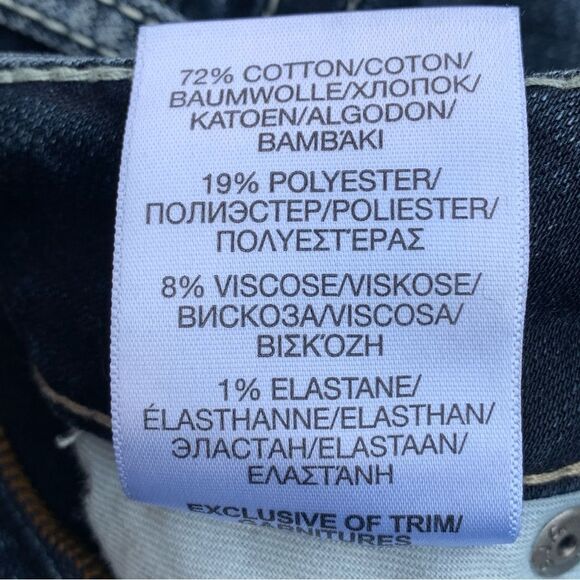 72% COTTON/COTON/
BAUMWOLLE/ХЛОПОК/
KATOEN/ALGODON/
ΒΑΜΒΆΚΙ
19% POLYESTER/
ПОЛИЭСТЕР/POLIESTER/
ΠΟΛΥΕΣΤΈΡΑΣ
8% VISCOSE/VISKOSE/
ВИСКОЗА/VISCOSA/
ΒΙΣΚΌΖΗ
1% ELASTANE/
ÉLASTHANNE/ELASTHAN/
ЭЛАСТАН/ELASTAAN/
ΕΛΑΣΤΆΝΗ
EXCLUSIVE OF TRIM/
GARNITURES